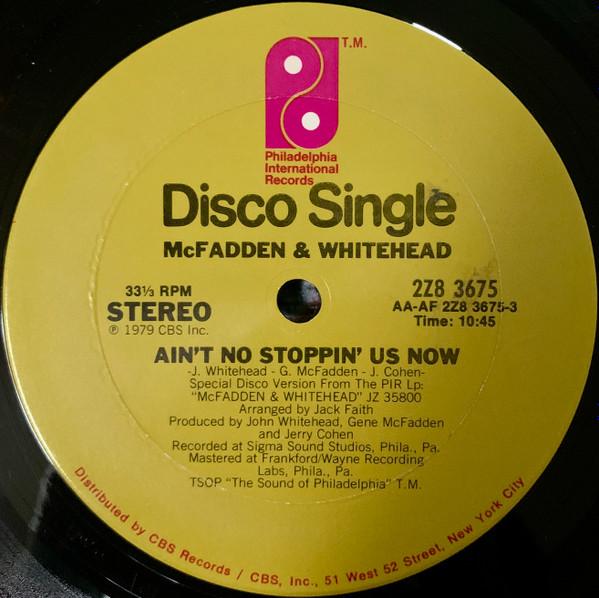 T.M.
Philadelphia
International
Records
Disco Single
McFADDEN & WHITEHEAD
33⅓ RPM
STEREO
℗ 1979 CBS Inc.
2Z8 3675
AA-AF 2Z8 3675-3
Time: 10:45
AIN'T NO STOPPIN' US NOW
-J. Whitehead - G. McFadden - J. Cohen-
Special Disco Version From The PIR Lp:
"McFADDEN & WHITEHEAD" JZ 35800
Arranged by Jack Faith
Produced by John Whitehead, Gene McFadden
and Jerry Cohen
Recorded at Sigma Sound Studios, Phila., Pa.
Mastered at Frankford/Wayne Recording
Labs, Phila., Pa.
TSOP "The Sound of Philadelphia" T.M.
Distributed by CBS Records / CBS, Inc., 51 West 52 Street, New York City